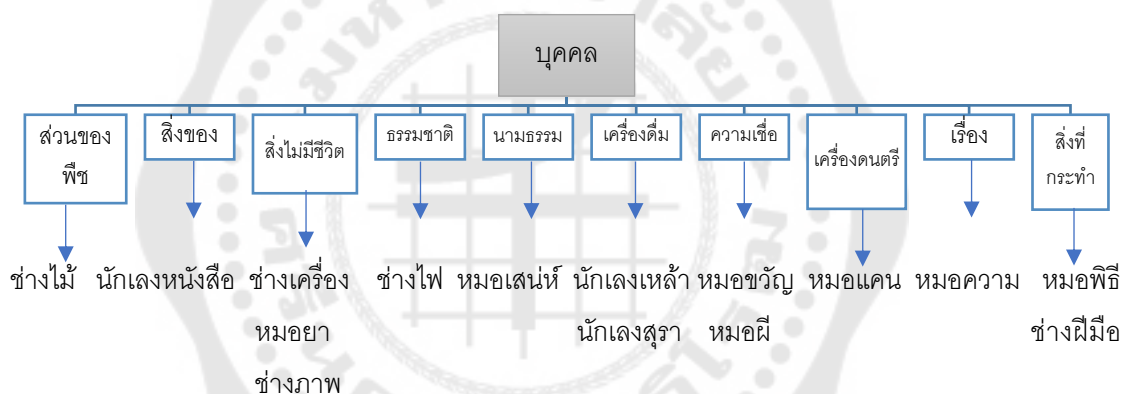 บุคคล
ส่วนของ
พืช
สิ่งของ
สิ่งไม่มีชีวิต
ธรรมชาติ
นามธรรม
เครื่องดื่ม
ความเชื่อ
เครื่องดนตรี
เรื่อง
สิ่งที่
กระทำ
ช่างไม้ นักเลงหนังสือ ช่างเครื่อง ช่างไฟ หมอเสน่ห์ นักเลงเหล้า หมอขวัญ หมอแคน หมอความ หมอพิธี
หมอยา นักเลงสุรา หมอผี ช่างฝีมือ
ช่างภาพ